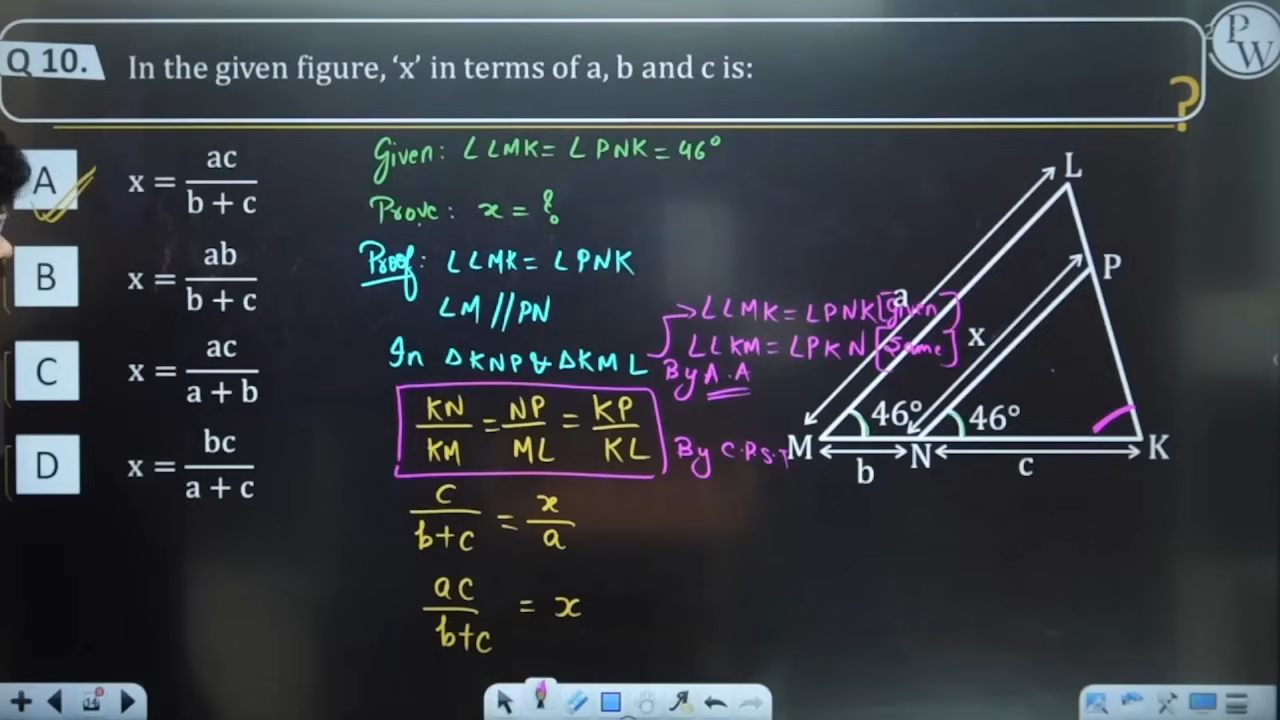 Q 10.
In the given figure, 'x' in terms of a, b and c is:
PW
?
A
x = ac / b + c
B
x = ab / b + c
C
x = ac / a + b
D
x = bc / a + c
Given: ∠LMK = ∠PNK = 46°
Prove: x = ?
Proof: ∠LMK = ∠PNK
LM // PN
In ΔKNP & ΔKML
→ ∠LMK = ∠PNK [Given]
∠LKM = ∠PKN [Same]
By A.A
KN / KM = NP / ML = KP / KL
By C.P.S.T
c / b+c = x / a
ac / b+c = x
L
P
a
x
46°
46°
M
N
K
b
c
14